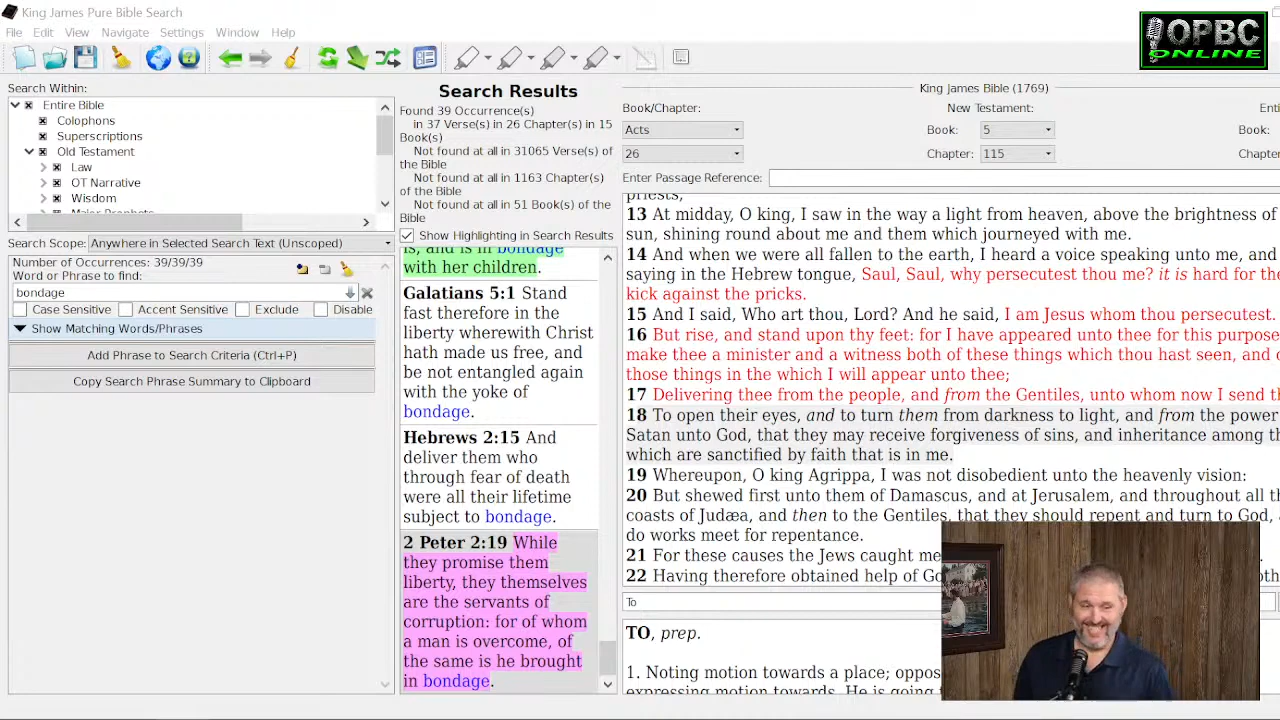 King James Pure Bible Search
File Edit View Navigate Settings Window Help
OPBC
ONLINE
Search Within:
Entire Bible
Colophons
Superscriptions
Old Testament
Law
OT Narrative
Wisdom
Search Scope: Anywhere in Selected Search Text (Unscoped)
Number of Occurrences: 39/39/39
Word or Phrase to find:
bondage
Case Sensitive Accent Sensitive Exclude Disable
Show Matching Words/Phrases
Add Phrase to Search Criteria (Ctrl+P)
Copy Search Phrase Summary to Clipboard
Search Results
Found 39 Occurrence(s)
in 37 Verse(s) in 26 Chapter(s) in 15
Book(s)
Not found at all in 31065 Verse(s) of
the Bible
Not found at all in 1163 Chapter(s)
of the Bible
Not found at all in 51 Book(s) of the
Bible
Show Highlighting in Search Results
is, and is in bondage
with her children.
Galatians 5:1 Stand
fast therefore in the
liberty wherewith Christ
hath made us free, and
be not entangled again
with the yoke of
bondage.
Hebrews 2:15 And
deliver them who
through fear of death
were all their lifetime
subject to bondage.
2 Peter 2:19 While
they promise them
liberty, they themselves
are the servants of
corruption: for of whom
a man is overcome, of
the same is he brought
in bondage.
King James Bible (1769)
Book/Chapter: New Testament: Enti
Acts Book: 5 Book:
26 Chapter: 115 Chapte
Enter Passage Reference:
priests,
13 At midday, O king, I saw in the way a light from heaven, above the brightness of
sun, shining round about me and them which journeyed with me.
14 And when we were all fallen to the earth, I heard a voice speaking unto me, and
saying in the Hebrew tongue, Saul, Saul, why persecutest thou me? it is hard for the
kick against the pricks.
15 And I said, Who art thou, Lord? And he said, I am Jesus whom thou persecutest.
16 But rise, and stand upon thy feet: for I have appeared unto thee for this purpose
make thee a minister and a witness both of these things which thou hast seen, and o
those things in the which I will appear unto thee;
17 Delivering thee from the people, and from the Gentiles, unto whom now I send th
18 To open their eyes, and to turn them from darkness to light, and from the power
Satan unto God, that they may receive forgiveness of sins, and inheritance among th
which are sanctified by faith that is in me.
19 Whereupon, O king Agrippa, I was not disobedient unto the heavenly vision:
20 But shewed first unto them of Damascus, and at Jerusalem, and throughout all th
coasts of Judæa, and then to the Gentiles, that they should repent and turn to God,
do works meet for repentance.
21 For these causes the Jews caught me
22 Having therefore obtained help of Go both
To
TO, prep.
1. Noting motion towards a place; oppos
expressing motion towards. He is going